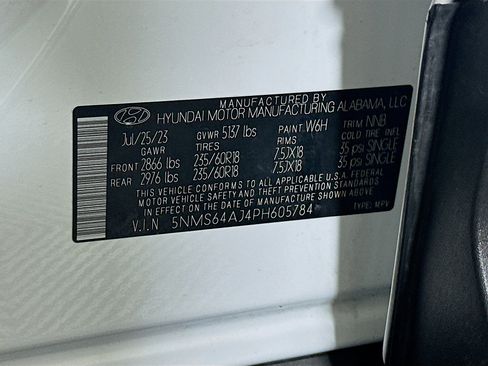 MANUFACTURED BY
HYUNDAI MOTOR MANUFACTURING ALABAMA, LLC
Jul/25/23 GVWR 5137 lbs PAINT W6H TRIM NNB
GAWR TIRES RIMS COLD TIRE INFL
FRONT 2866 lbs 235/60R18 7.5JX18 35 psi SINGLE
REAR 2976 lbs 235/60R18 7.5JX18 35 psi SINGLE
THIS VEHICLE CONFORMS TO ALL APPLICABLE U.S.A. FEDERAL
MOTOR VEHICLE SAFETY AND THEFT PREVENTION STANDARDS
IN EFFECT ON THE DATE OF MANUFACTURE SHOWN ABOVE.
V.I.N 5NMS64AJ4PH605784 TYPE: MPV